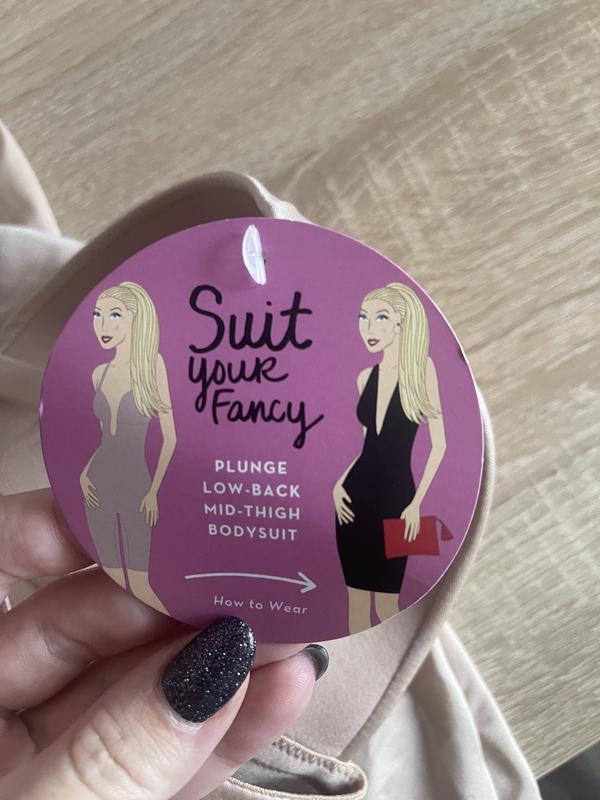 Suit
your
Fancy
PLUNGE
LOW-BACK
MID-THIGH
BODYSUIT
How to Wear